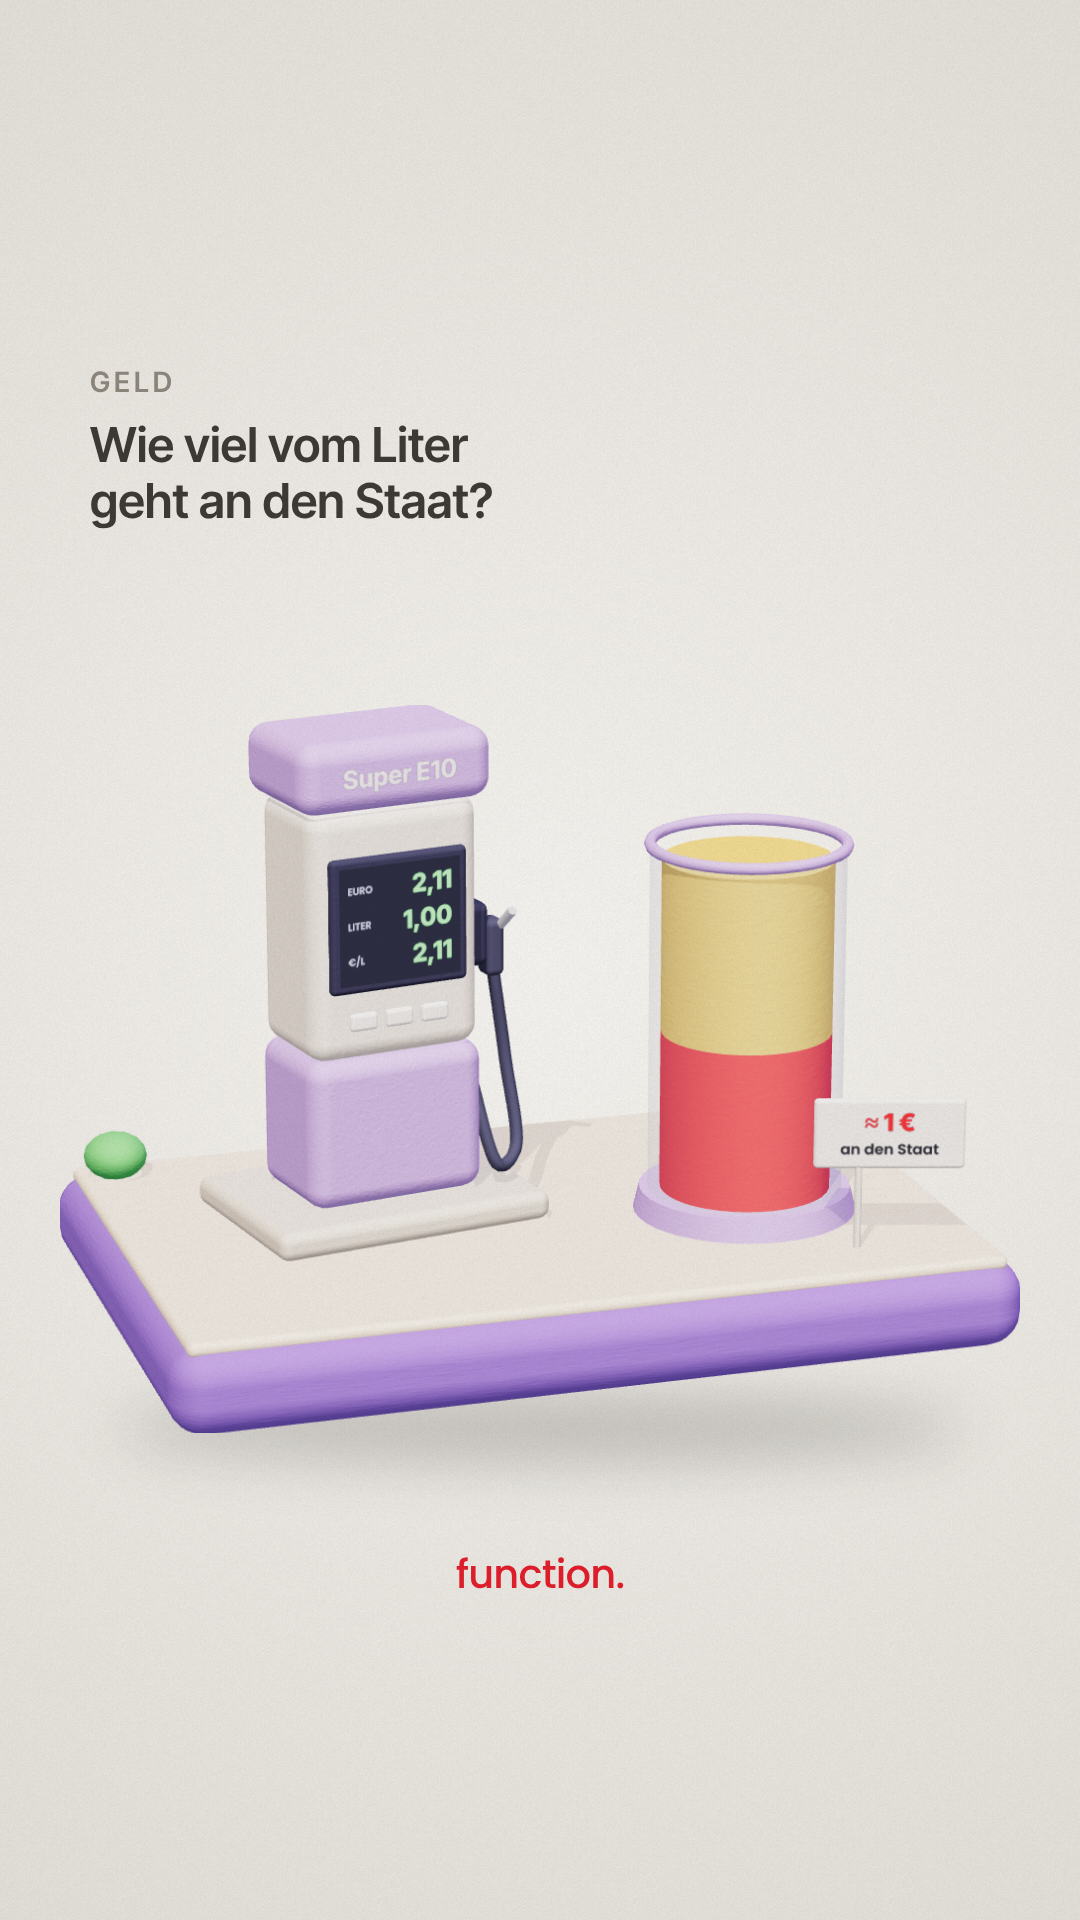 GELD
Wie viel vom Liter
geht an den Staat?
Super E10
EURO 2,11
LITER 1,00
€/L 2,11
≈1€
an den Staat
function.